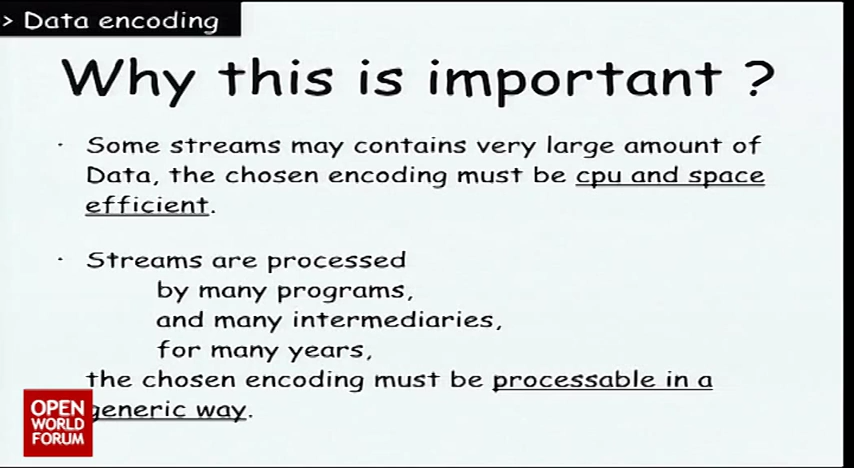 > Data encoding
Why this is important ?
· Some streams may contains very large amount of
Data, the chosen encoding must be cpu and space
efficient.
· Streams are processed
by many programs,
and many intermediaries,
for many years,
the chosen encoding must be processable in a
generic way.
OPEN
WORLD
FORUM